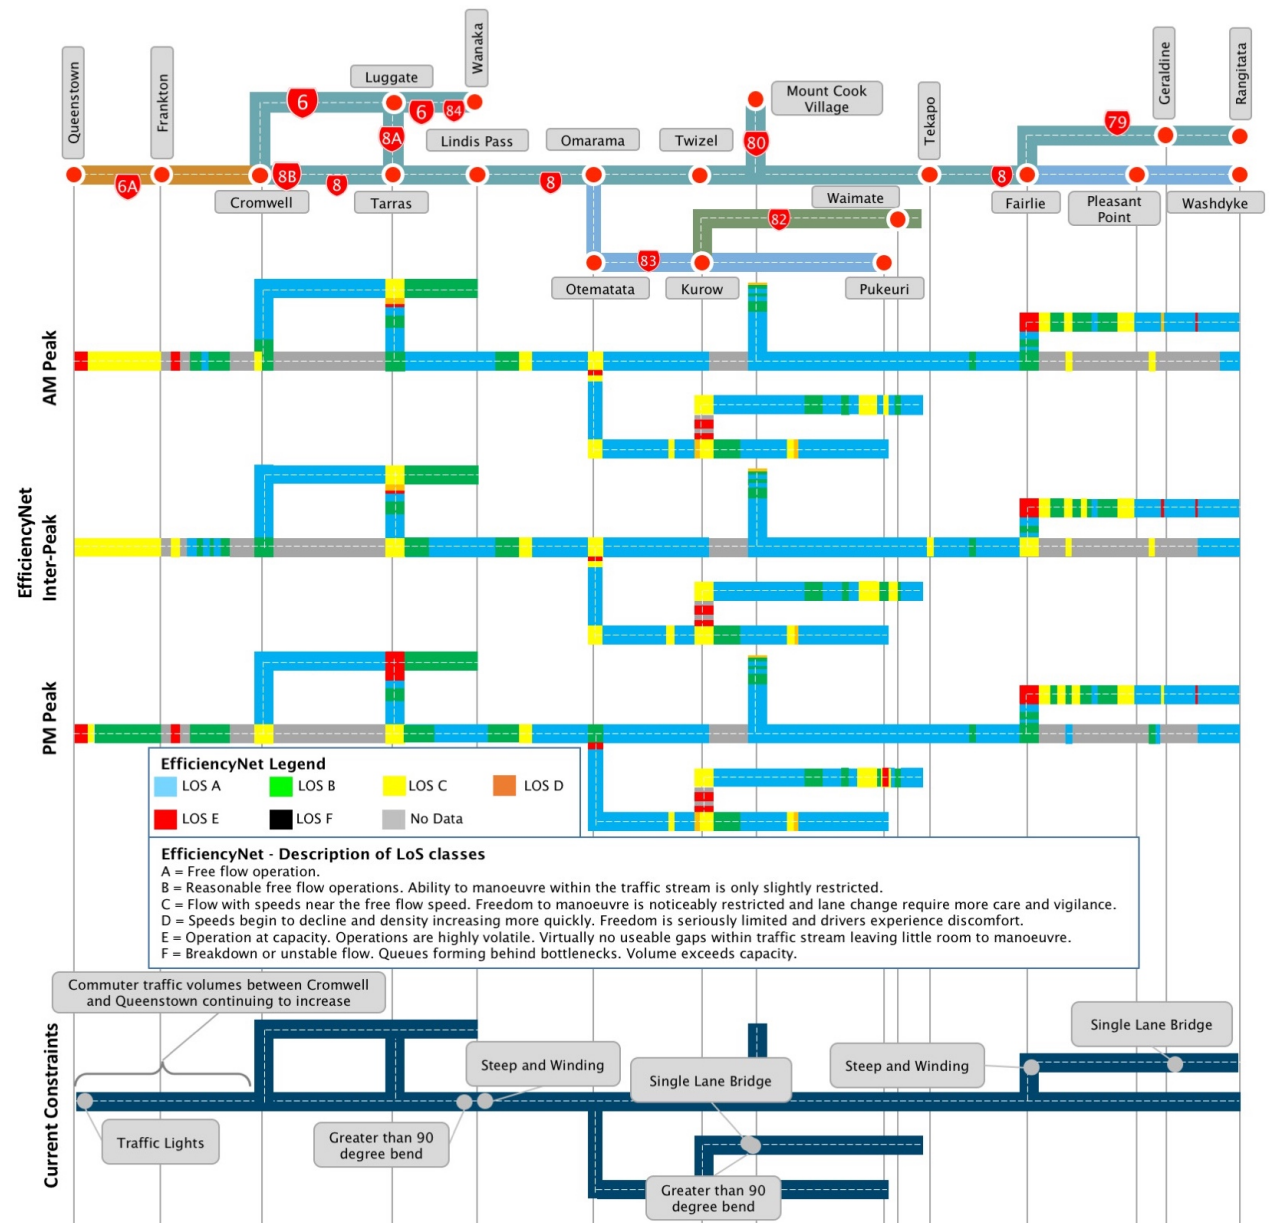 Queenstown
Frankton
Luggate
Wanaka
Lindis Pass
Omarama
Twizel
Mount Cook
Village
Tekapo
Geraldine
Rangitata
6
6
84
8A
80
79
6A
8B
8
8
8
Cromwell
Tarras
Waimate
Fairlie
Pleasant
Point
Washdyke
82
83
Otematata
Kurow
Pukeuri
AM Peak
EfficiencyNet
Inter-Peak
PM Peak
EfficiencyNet Legend
LOS A
LOS B
LOS C
LOS D
LOS E
LOS F
No Data
EfficiencyNet - Description of LoS classes
A = Free flow operation.
B = Reasonable free flow operations. Ability to manoeuvre within the traffic stream is only slightly restricted.
C = Flow with speeds near the free flow speed. Freedom to manoeuvre is noticeably restricted and lane change require more care and vigilance.
D = Speeds begin to decline and density increasing more quickly. Freedom is seriously limited and drivers experience discomfort.
E = Operation at capacity. Operations are highly volatile. Virtually no useable gaps within traffic stream leaving little room to manoeuvre.
F = Breakdown or unstable flow. Queues forming behind bottlenecks. Volume exceeds capacity.
Current Constraints
Commuter traffic volumes between Cromwell
and Queenstown continuing to increase
Traffic Lights
Greater than 90
degree bend
Steep and Winding
Single Lane Bridge
Greater than 90
degree bend
Steep and Winding
Single Lane Bridge